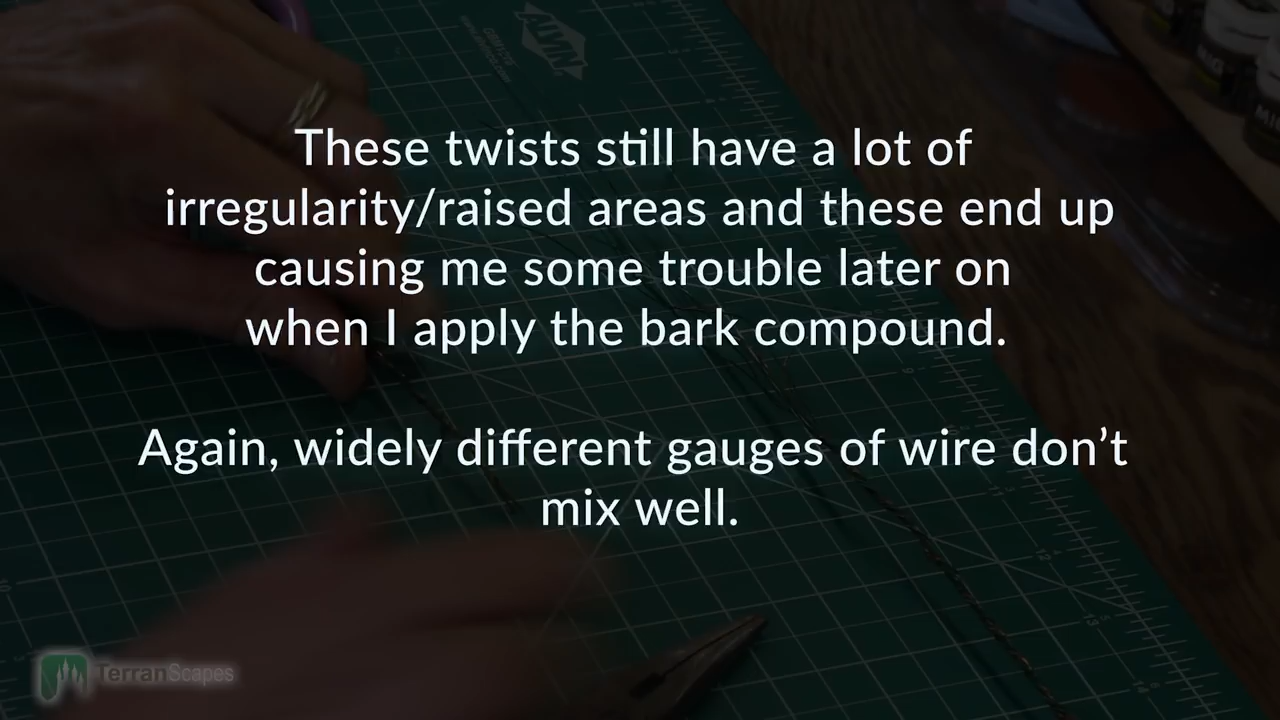 ALVIN
These twists still have a lot of
irregularity/raised areas and these end up
causing me some trouble later on
when I apply the bark compound.
Again, widely different gauges of wire don’t
mix well.
TerranScapes